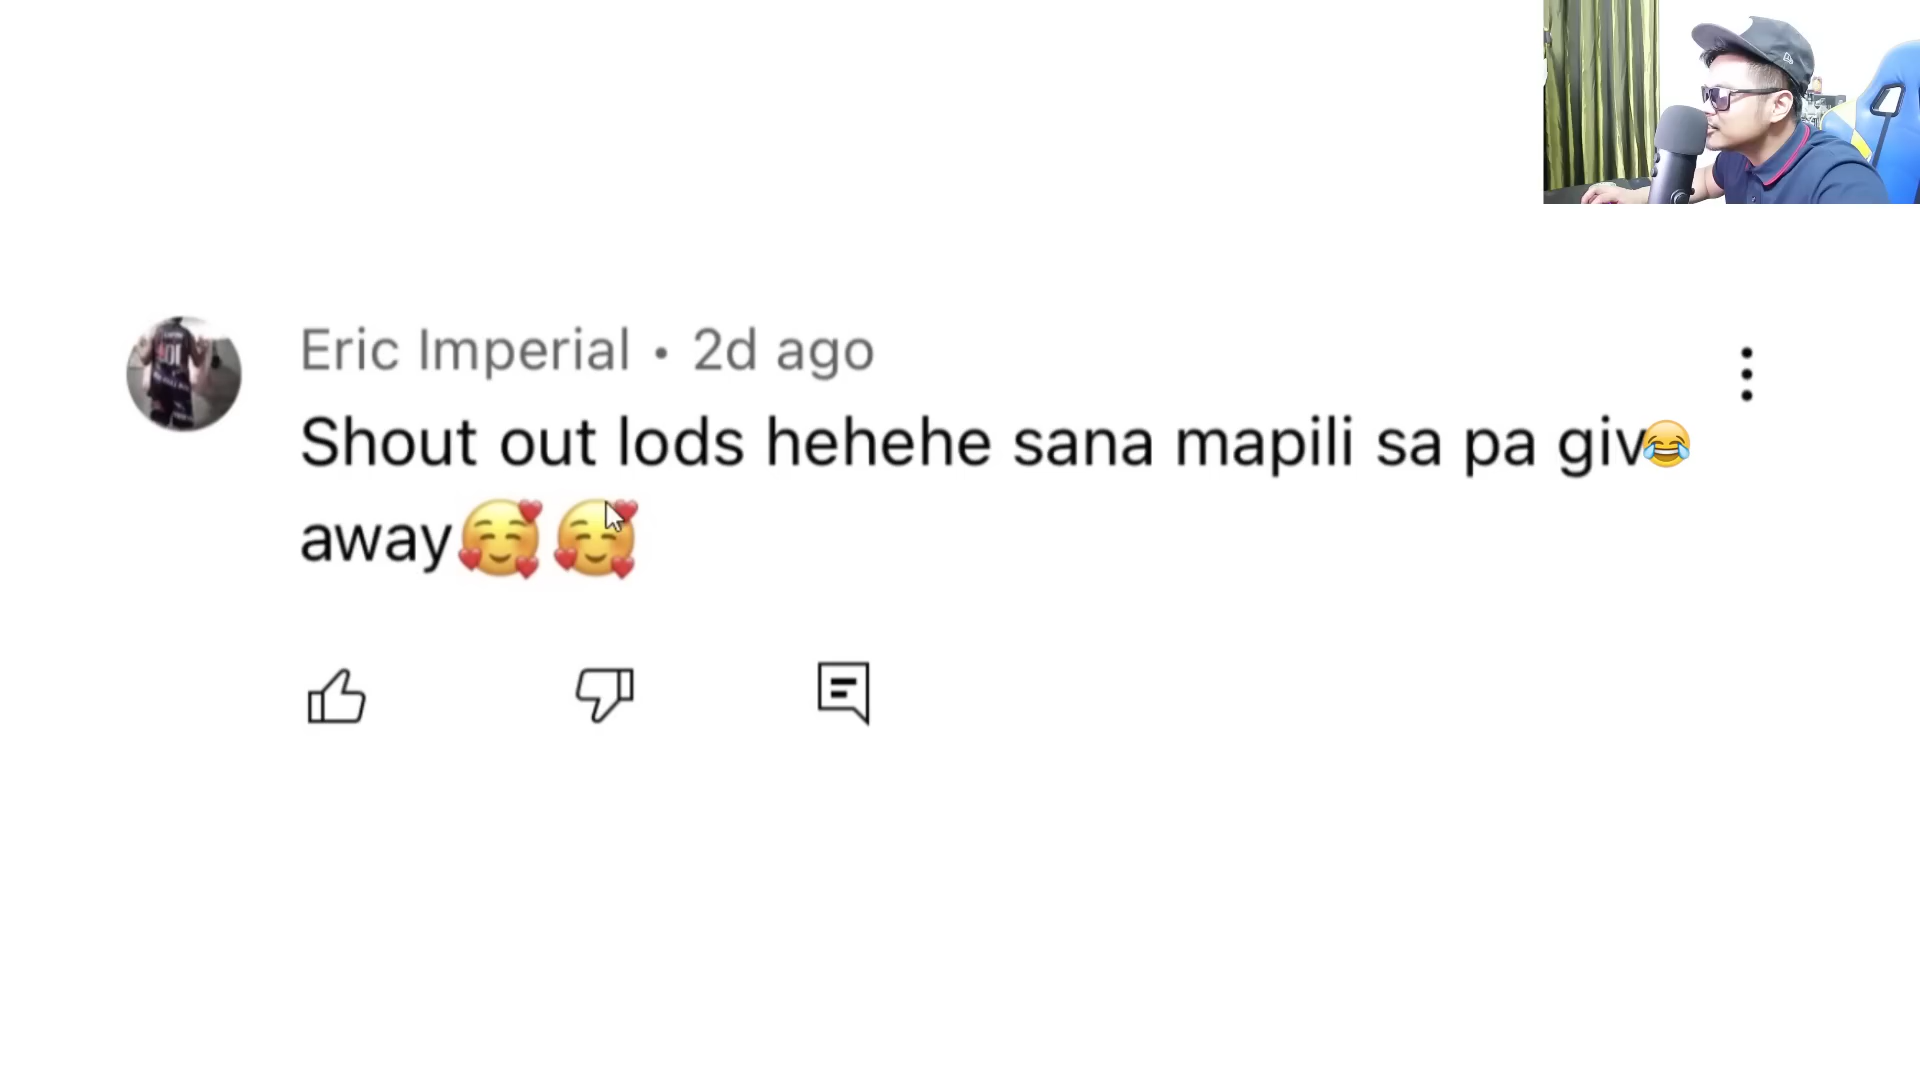 Eric Imperial • 2d ago
Shout out lods hehehe sana mapili sa pa giv😂
away🥰🥰